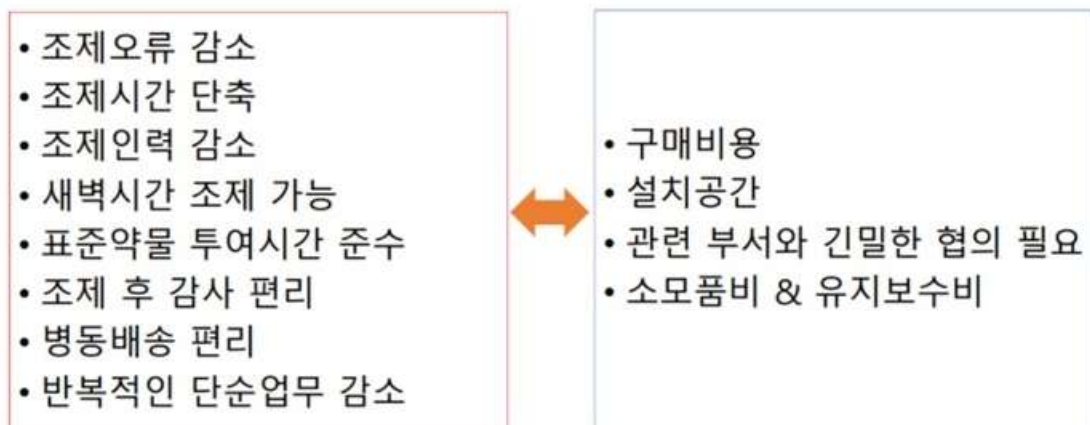 • 조제오류 감소
• 조제시간 단축
• 조제인력 감소
• 새벽시간 조제 가능
• 표준약물 투여시간 준수
• 조제 후 감사 편리
• 병동배송 편리
• 반복적인 단순업무 감소
• 구매비용
• 설치공간
• 관련 부서와 긴밀한 협의 필요
• 소모품비 & 유지보수비